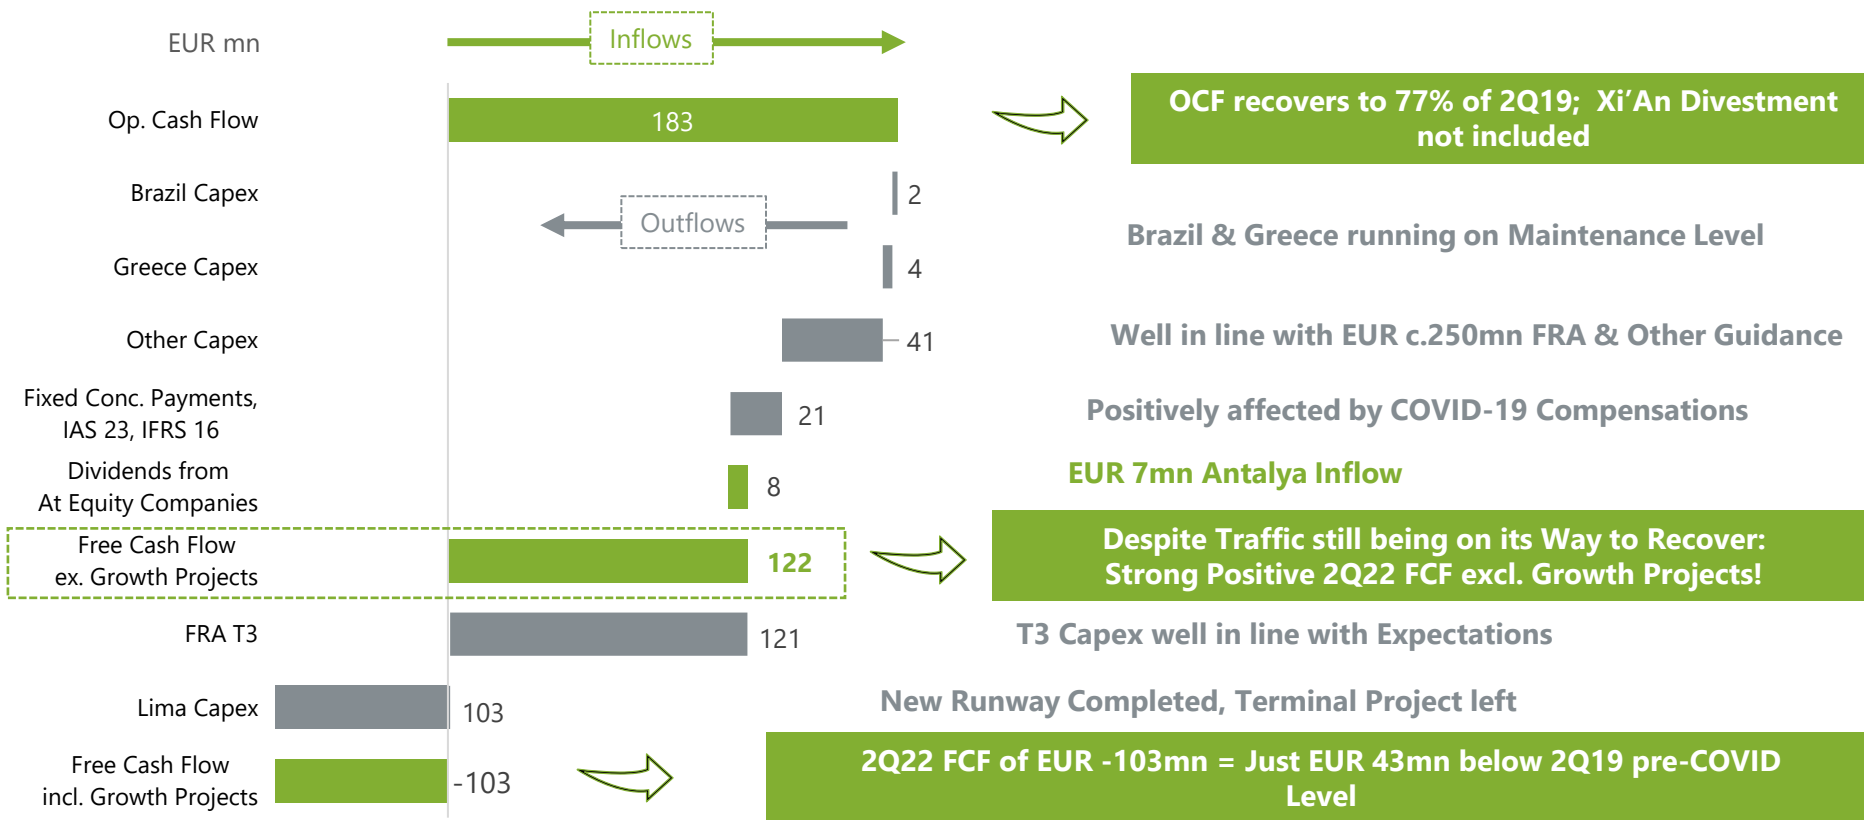 EUR mn
Inflows
Op. Cash Flow
183
OCF recovers to 77% of 2Q19;  Xi’An Divestment
not included
Brazil Capex
2
Outflows
Brazil & Greece running on Maintenance Level
Greece Capex
4
Other Capex
41
Well in line with EUR c.250mn FRA & Other Guidance
Fixed Conc. Payments,
IAS 23, IFRS 16
21
Positively affected by COVID-19 Compensations
Dividends from
At Equity Companies
8
EUR 7mn Antalya Inflow
Free Cash Flow
ex. Growth Projects
122
Despite Traffic still being on its Way to Recover:
Strong Positive 2Q22 FCF excl. Growth Projects!
FRA T3
121
T3 Capex well in line with Expectations
Lima Capex
103
New Runway Completed, Terminal Project left
Free Cash Flow
incl. Growth Projects
-103
2Q22 FCF of EUR -103mn = Just EUR 43mn below 2Q19 pre-COVID
Level